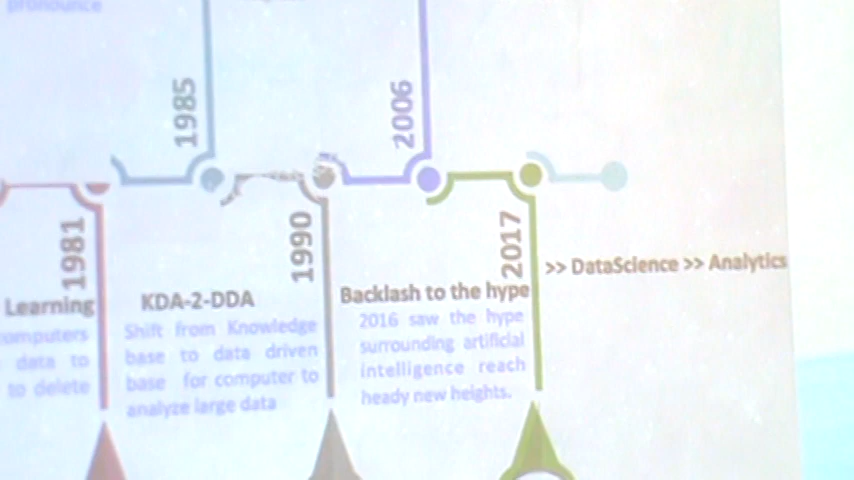 pronounce
1985
2006
1981
1990
2017
>> DataScience >> Analytics
Learning
computers
data to
to delete
KDA-2-DDA
Shift from Knowledge
base to data driven
base for computer to
analyze large data
Backlash to the hype
2016 saw the hype
surrounding artificial
intelligence reach
heady new heights.